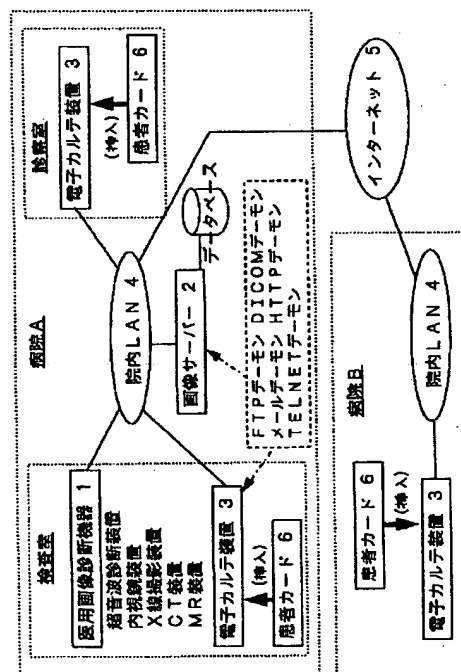 病院A
検査室
医用画像診断機器 1
超音波診断装置
内視鏡装置
X線撮影装置
CT装置
MR装置
電子カルテ装置 3
(挿入)
患者カード 6
院内LAN 4
画像サーバー 2
データベース
FTPデーモン DICOMデーモン
メールデーモン HTTPデーモン
TELNETデーモン
診察室
電子カルテ装置 3
(挿入)
患者カード 6
病院B
患者カード 6
(挿入)
電子カルテ装置 3
院内LAN 4
インターネット 5